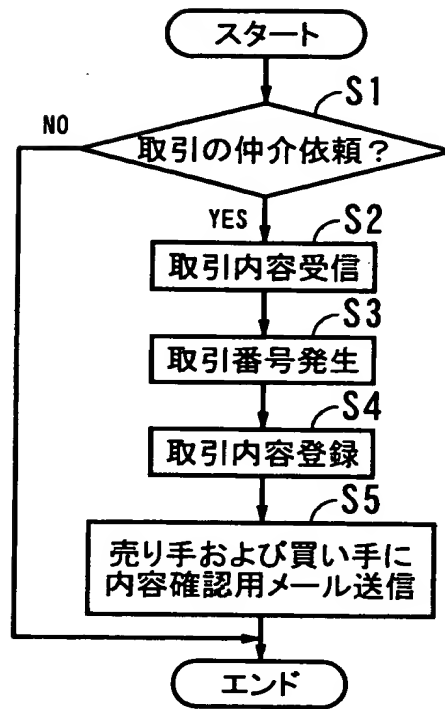 スタート
S1
NO
取引の仲介依頼？
YES
S2
取引内容受信
S3
取引番号発生
S4
取引内容登録
S5
売り手および買い手に
内容確認用メール送信
エンド